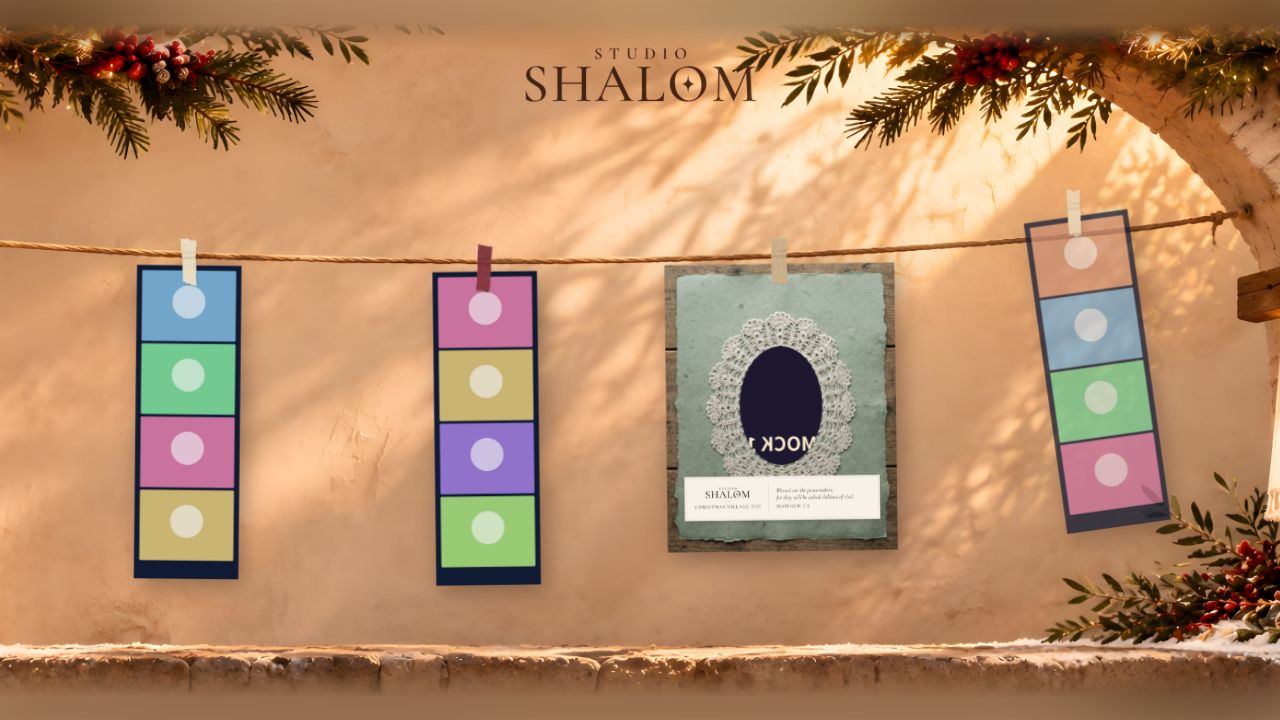 STUDIO
SHALOM
MOCK 1
STUDIO
SHALOM
CHRISTMAS VILLAGE 2025
Blessed are the peacemakers,
for they will be called children of God.
MATTHEW 5:9